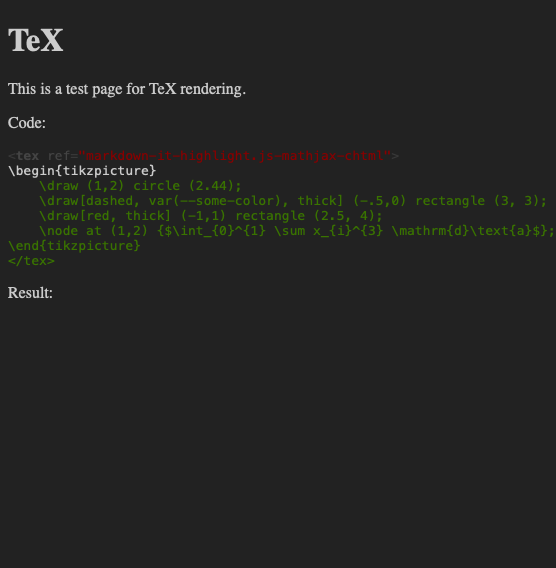 TeX
This is a test page for TeX rendering.
Code:
<tex ref="marsdown-it-highlight.js-mathjax-chtml">
\begin{tikzpicture}
\draw (1,2) circle (2.44);
\draw[dashed, var(--some-color), thick] (-.5,0) rectangle (3, 3);
\draw[red, thick] (-1,1) rectangle (2.5, 4);
\node at (1,2) {$\int_{0}^{1} \sum x_{i}^{3} \mathrm{d}\text{a}$};
\end{tikzpicture}
</tex>
Result: